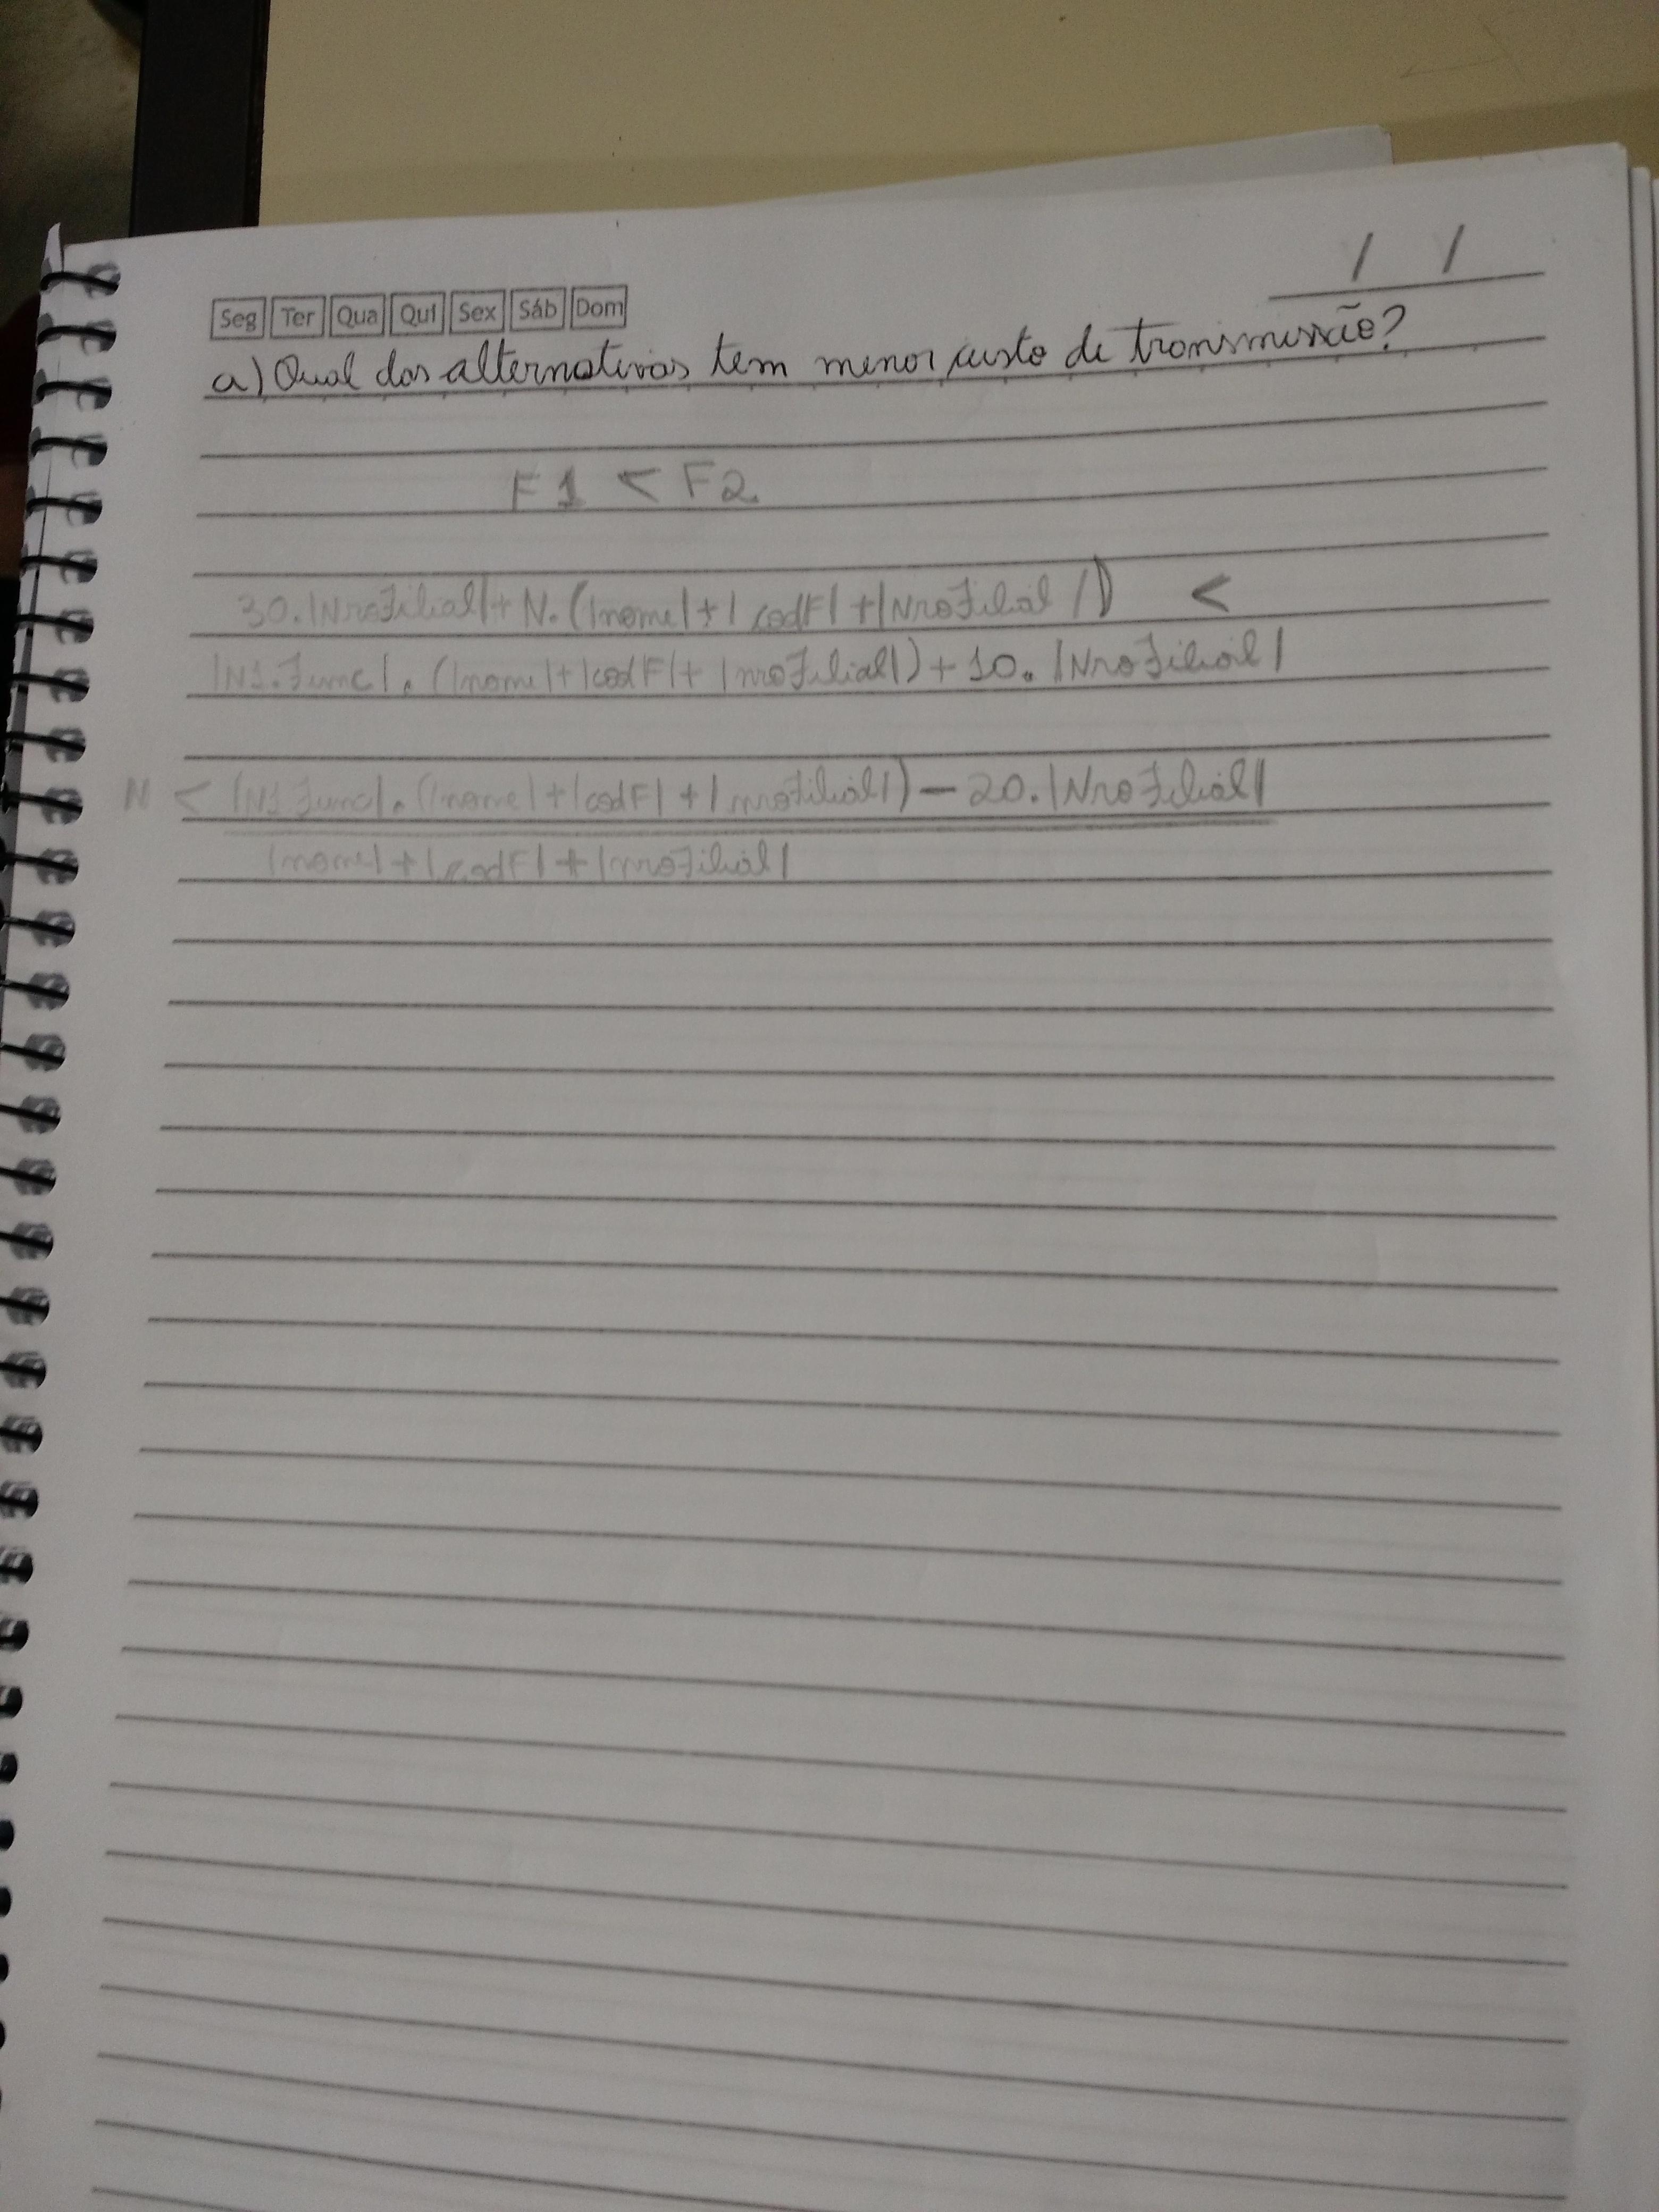 / /
Seg Ter Qua Qui Sex Sáb Dom
a) Qual das alternativas tem menor custo de transmissão?
F1 < F2
30.|NroFilial|+ N.(|nome|+|codF|+|NroFilial|) <
|N1.Func|.(|nome|+|codF|+|nroFilial|)+10.|NroFilial|
N < |N1.Func|.(|nome|+|codF|+|nroFilial|)-20.|NroFilial|
|nome|+|codF|+|nroFilial|